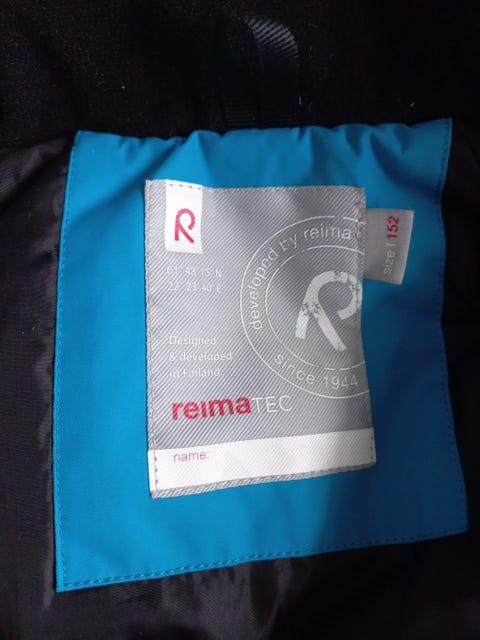 R
61° 48'15"N
22° 23'40"E
developed by reima
R
since 1944
size | 152
Designed
& developed
in Finland
reimaTEC
name: